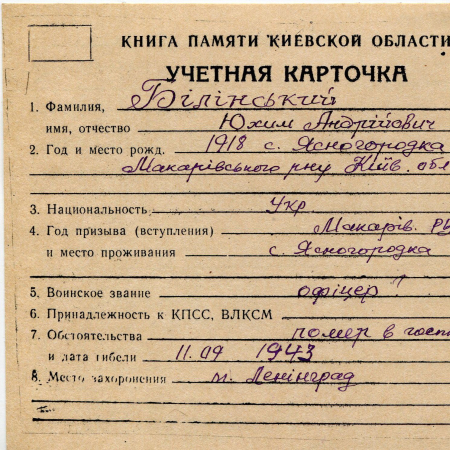 КНИГА ПАМЯТИ КИЕВСКОЙ ОБЛАСТИ
УЧЕТНАЯ КАРТОЧКА
1. Фамилия, Білінський
имя, отчество Юхим Андрійович
2. Год и место рожд. 1918 с. Ясногородка
Макарівського р-ну Київ. обл
3. Национальность Укр
4. Год призыва (вступления) Макарів.
и место проживания с. Ясногородка
5. Воинское звание офіцер ?
6. Принадлежность к КПСС, ВЛКСМ
7. Обстоятельства помер в госп
и дата гибели 11.09 1943
8. Место захоронения м. Ленінград